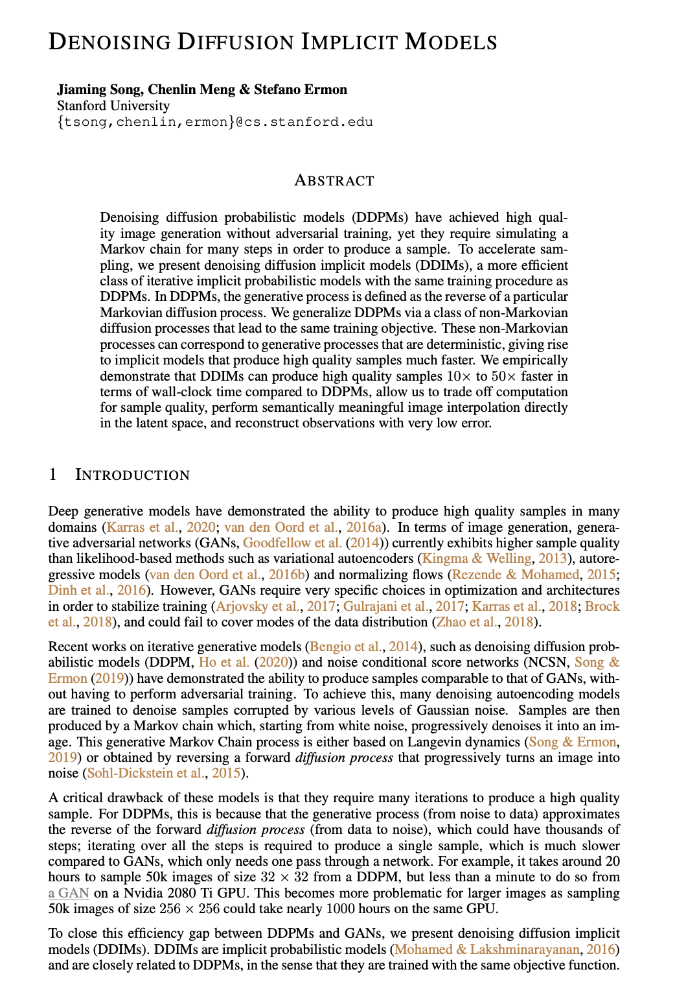 DENOISING DIFFUSION IMPLICIT MODELS
Jiaming Song, Chenlin Meng & Stefano Ermon
Stanford University
{tsong,chenlin,ermon}@cs.stanford.edu
ABSTRACT
Denoising diffusion probabilistic models (DDPMs) have achieved high qual-
ity image generation without adversarial training, yet they require simulating a
Markov chain for many steps in order to produce a sample. To accelerate sam-
pling, we present denoising diffusion implicit models (DDIMs), a more efficient
class of iterative implicit probabilistic models with the same training procedure as
DDPMs. In DDPMs, the generative process is defined as the reverse of a particular
Markovian diffusion process. We generalize DDPMs via a class of non-Markovian
diffusion processes that lead to the same training objective. These non-Markovian
processes can correspond to generative processes that are deterministic, giving rise
to implicit models that produce high quality samples much faster. We empirically
demonstrate that DDIMs can produce high quality samples 10× to 50× faster in
terms of wall-clock time compared to DDPMs, allow us to trade off computation
for sample quality, perform semantically meaningful image interpolation directly
in the latent space, and reconstruct observations with very low error.
1 INTRODUCTION
Deep generative models have demonstrated the ability to produce high quality samples in many
domains (Karras et al., 2020; van den Oord et al., 2016a). In terms of image generation, genera-
tive adversarial networks (GANs, Goodfellow et al. (2014)) currently exhibits higher sample quality
than likelihood-based methods such as variational autoencoders (Kingma & Welling, 2013), autore-
gressive models (van den Oord et al., 2016b) and normalizing flows (Rezende & Mohamed, 2015;
Dinh et al., 2016). However, GANs require very specific choices in optimization and architectures
in order to stabilize training (Arjovsky et al., 2017; Gulrajani et al., 2017; Karras et al., 2018; Brock
et al., 2018), and could fail to cover modes of the data distribution (Zhao et al., 2018).
Recent works on iterative generative models (Bengio et al., 2014), such as denoising diffusion prob-
abilistic models (DDPM, Ho et al. (2020)) and noise conditional score networks (NCSN, Song &
Ermon (2019)) have demonstrated the ability to produce samples comparable to that of GANs, with-
out having to perform adversarial training. To achieve this, many denoising autoencoding models
are trained to denoise samples corrupted by various levels of Gaussian noise. Samples are then
produced by a Markov chain which, starting from white noise, progressively denoises it into an im-
age. This generative Markov Chain process is either based on Langevin dynamics (Song & Ermon,
2019) or obtained by reversing a forward diffusion process that progressively turns an image into
noise (Sohl-Dickstein et al., 2015).
A critical drawback of these models is that they require many iterations to produce a high quality
sample. For DDPMs, this is because that the generative process (from noise to data) approximates
the reverse of the forward diffusion process (from data to noise), which could have thousands of
steps; iterating over all the steps is required to produce a single sample, which is much slower
compared to GANs, which only needs one pass through a network. For example, it takes around 20
hours to sample 50k images of size 32 × 32 from a DDPM, but less than a minute to do so from
a GAN on a Nvidia 2080 Ti GPU. This becomes more problematic for larger images as sampling
50k images of size 256 × 256 could take nearly 1000 hours on the same GPU.
To close this efficiency gap between DDPMs and GANs, we present denoising diffusion implicit
models (DDIMs). DDIMs are implicit probabilistic models (Mohamed & Lakshminarayanan, 2016)
and are closely related to DDPMs, in the sense that they are trained with the same objective function.